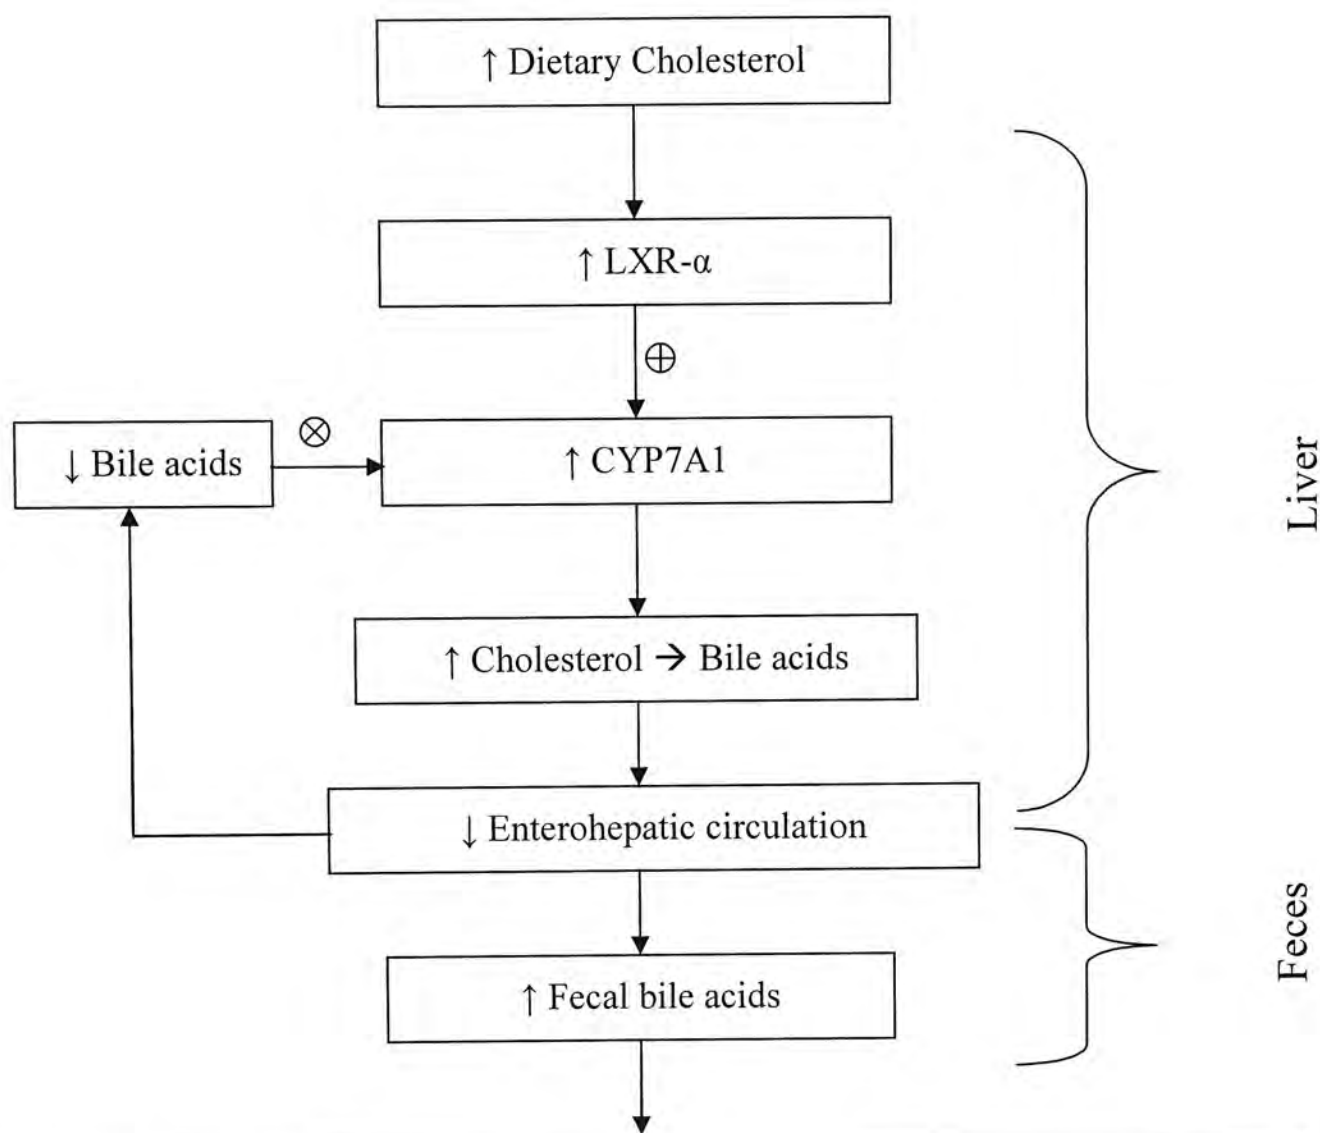 ↑ Dietary Cholesterol
↑ LXR-α
⊕
↓ Bile acids
⊗
↑ CYP7A1
↑ Cholesterol → Bile acids
↓ Enterohepatic circulation
↑ Fecal bile acids
Liver
Feces